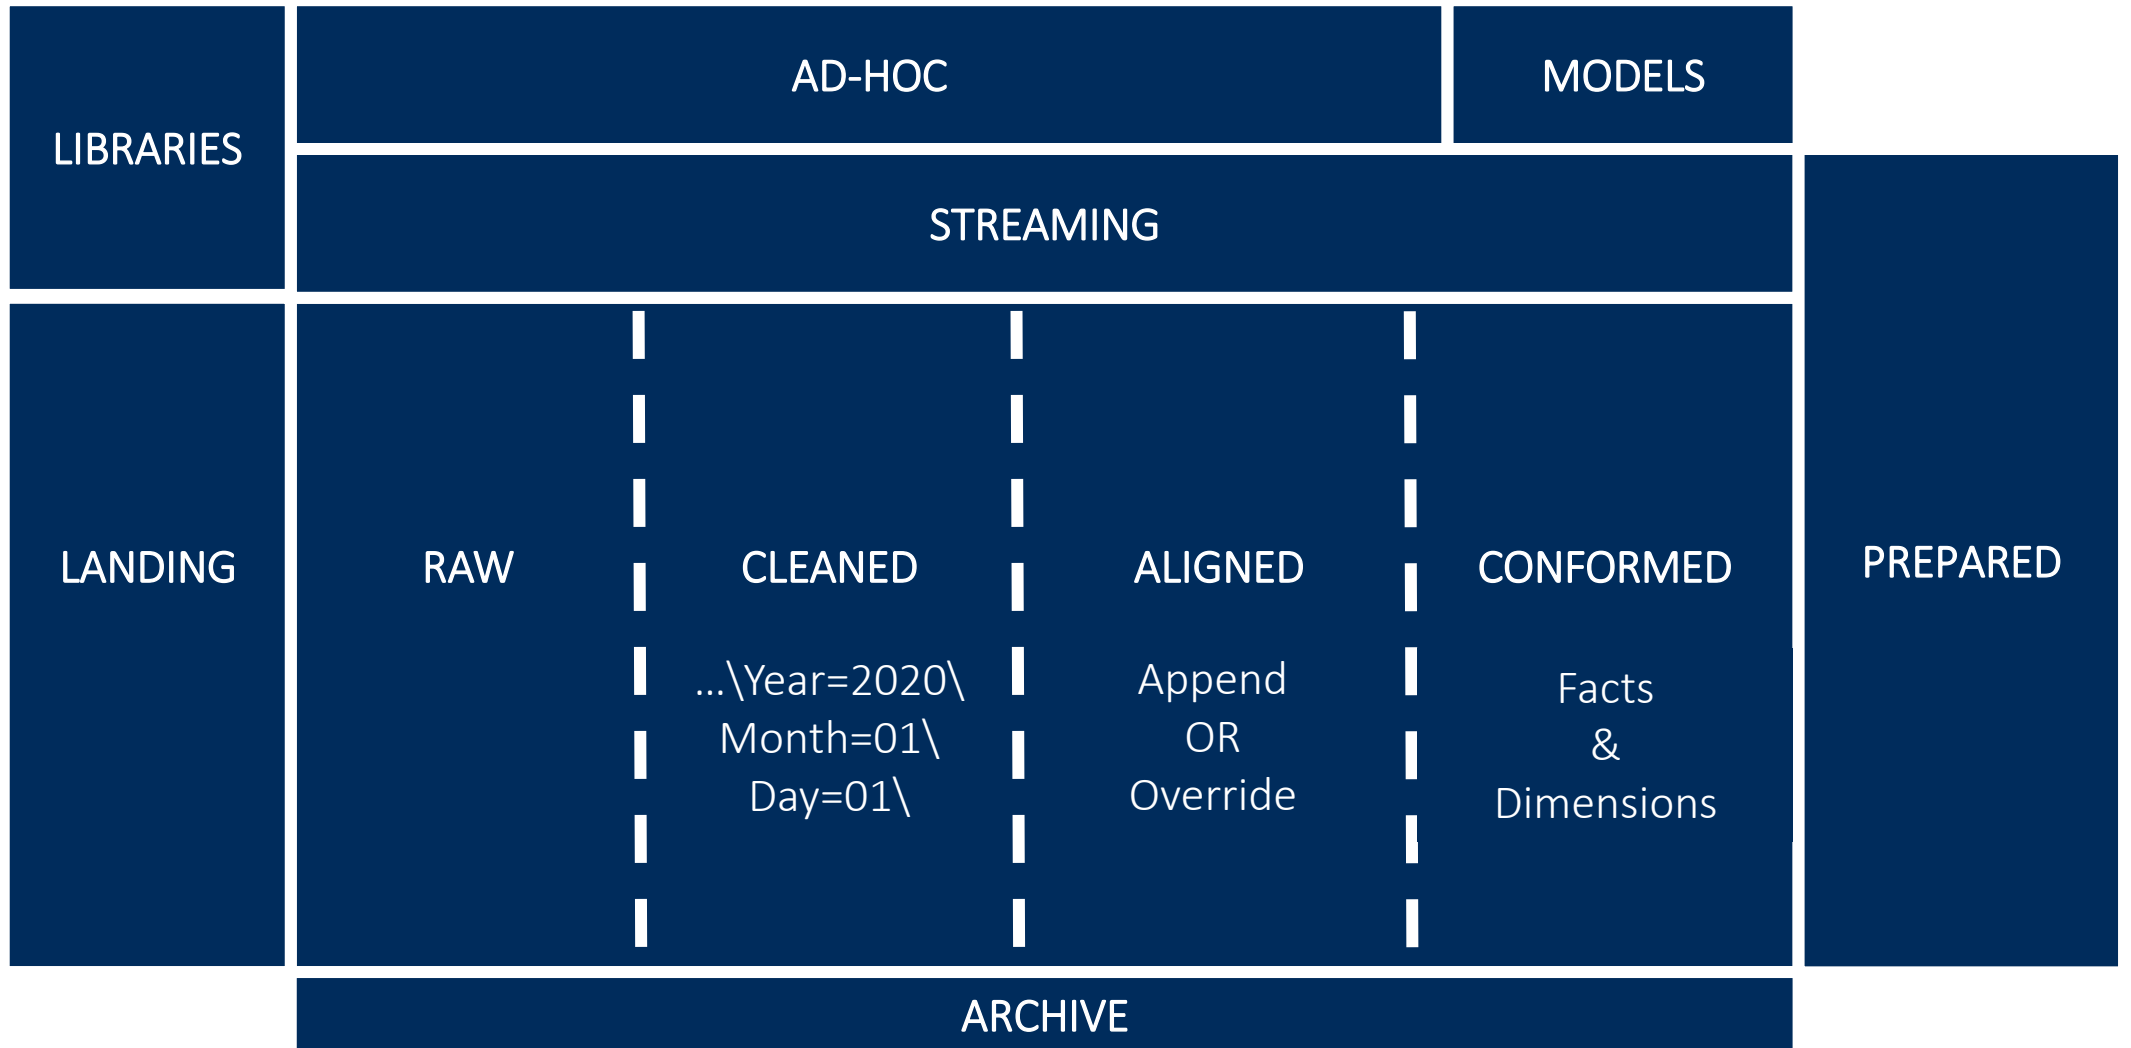 LIBRARIES
AD-HOC
MODELS
STREAMING
LANDING
RAW
CLEANED
…\Year=2020\
Month=01\
Day=01\
ALIGNED
Append
OR
Override
CONFORMED
Facts
&
Dimensions
PREPARED
ARCHIVE